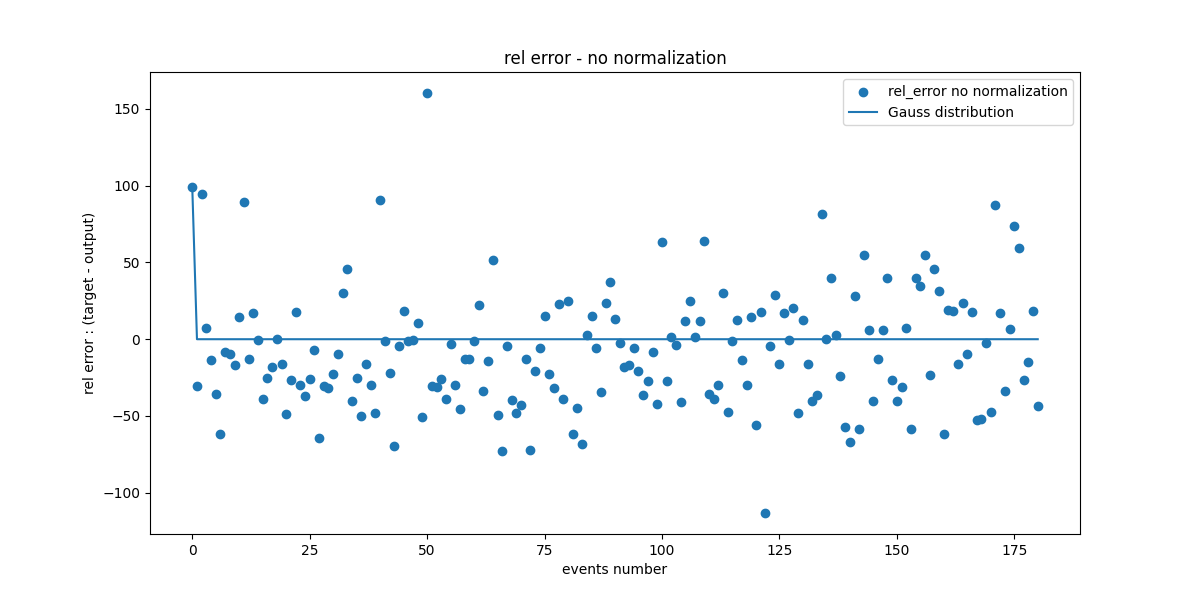 rel error - no normalization
rel_error no normalization
Gauss distribution
rel error : (target - output)
150
100
50
0
−50
−100
0
25
50
75
100
125
150
175
events number